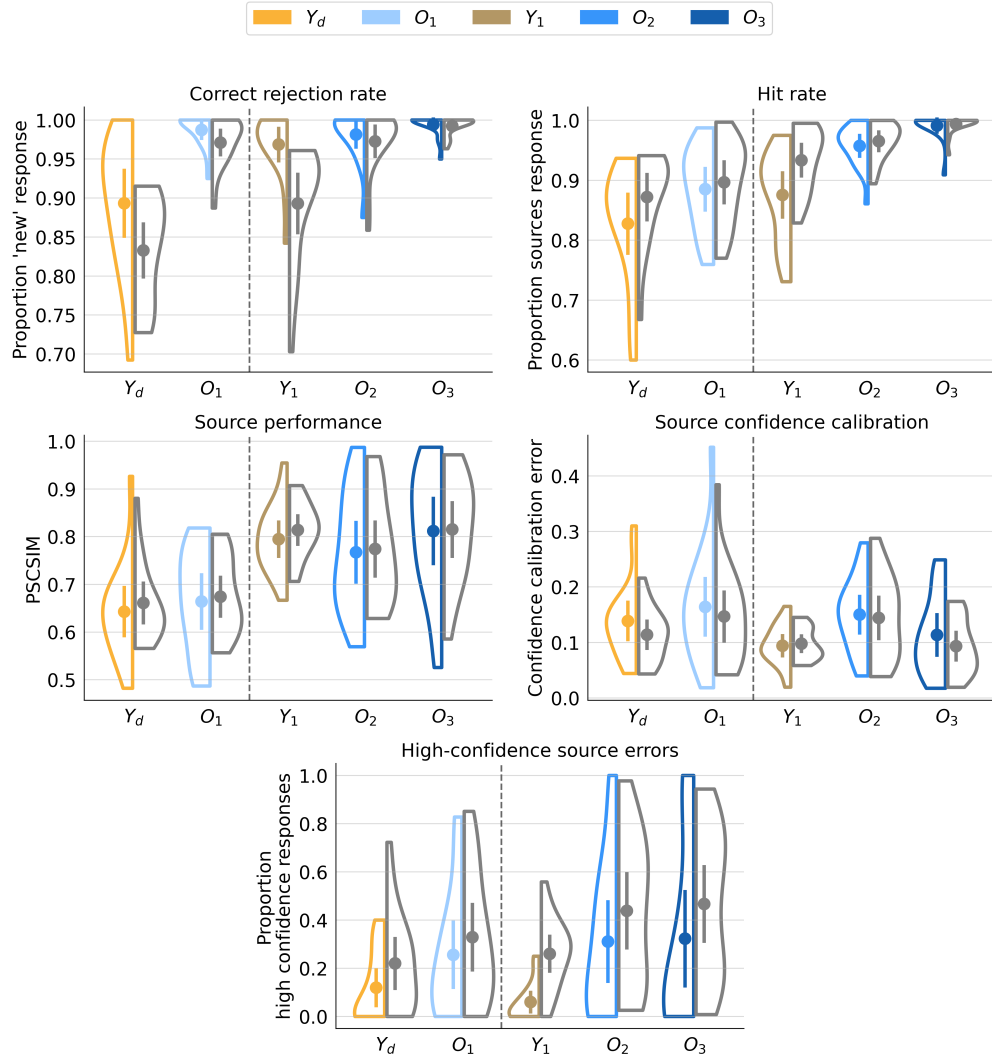 Y_d O_1 Y_1 O_2 O_3
Correct rejection rate
Proportion 'new' response
1.00
0.95
0.90
0.85
0.80
0.75
0.70
Y_d O_1 Y_1 O_2 O_3
Hit rate
Proportion sources response
1.0
0.9
0.8
0.7
0.6
Y_d O_1 Y_1 O_2 O_3
Source performance
PSCSIM
1.0
0.9
0.8
0.7
0.6
0.5
Y_d O_1 Y_1 O_2 O_3
Source confidence calibration
Confidence calibration error
0.4
0.3
0.2
0.1
0.0
Y_d O_1 Y_1 O_2 O_3
High-confidence source errors
Proportion
high confidence responses
1.0
0.8
0.6
0.4
0.2
0.0
Y_d O_1 Y_1 O_2 O_3